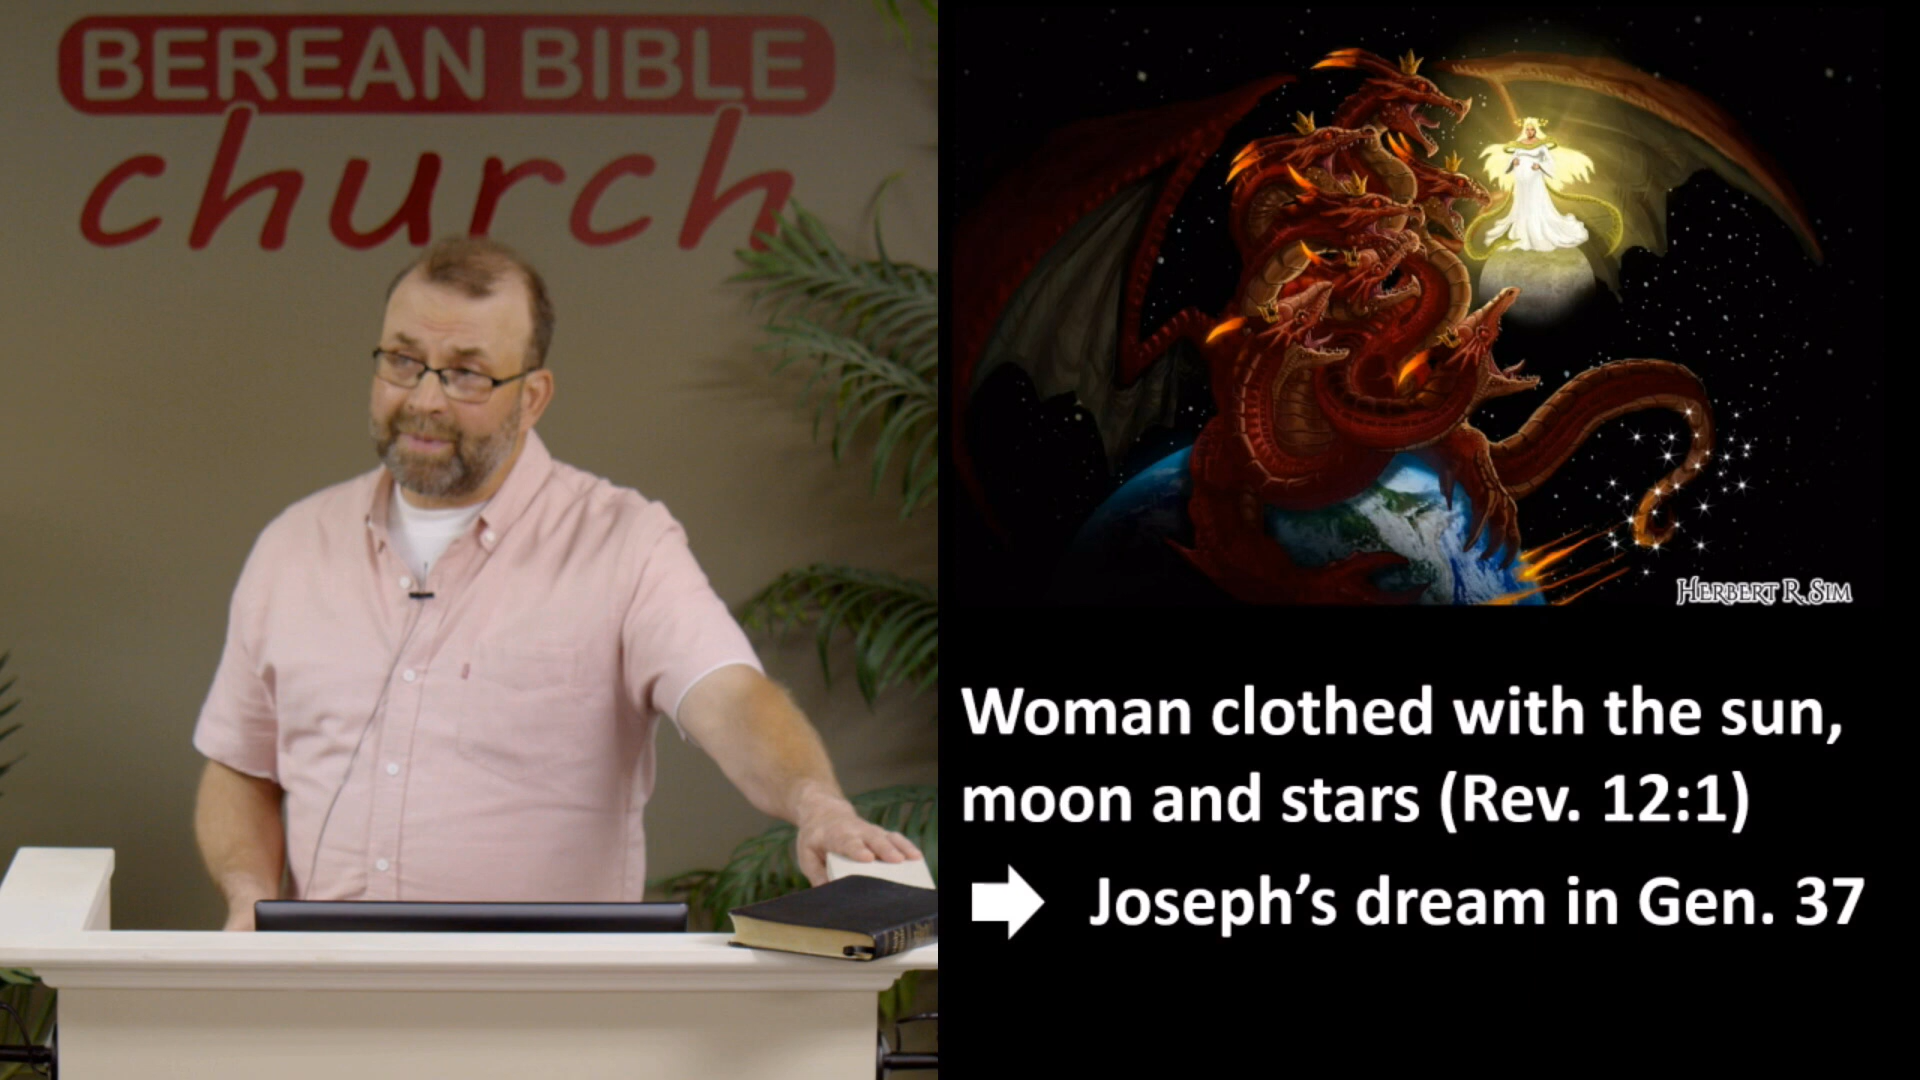 BEREAN BIBLE
church
HERBERT R. SIM
Woman clothed with the sun,
moon and stars (Rev. 12:1)
Joseph's dream in Gen. 37